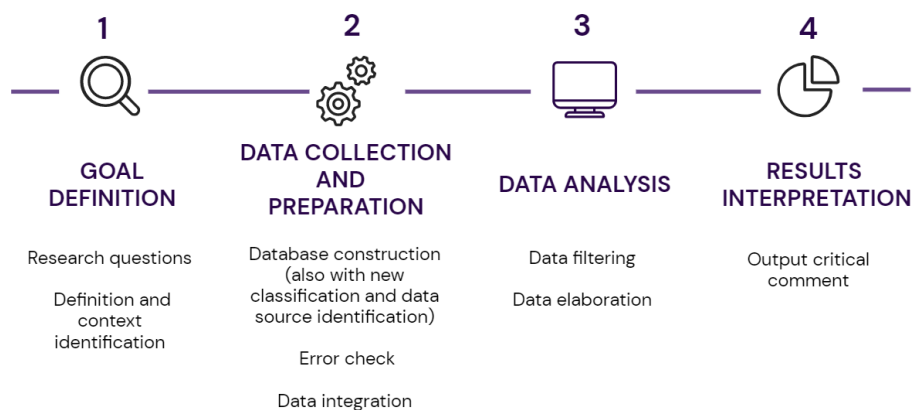 1
GOAL
DEFINITION
Research questions
Definition and
context
identification
2
DATA COLLECTION
AND
PREPARATION
Database construction
(also with new
classification and data
source identification)
Error check
Data integration
3
DATA ANALYSIS
Data filtering
Data elaboration
4
RESULTS
INTERPRETATION
Output critical
comment